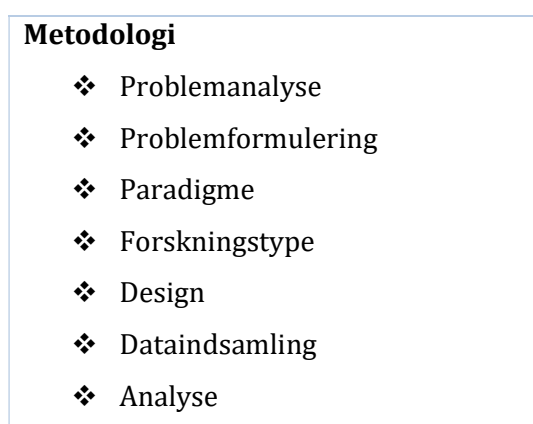 Metodologi
❖ Problemanalyse
❖ Problemformulering
❖ Paradigme
❖ Forskningstype
❖ Design
❖ Dataindsamling
❖ Analyse